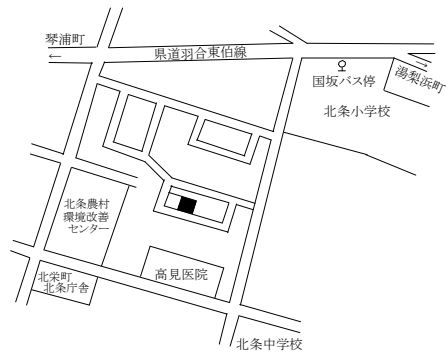 琴浦町
←
県道羽合東伯線
国坂バス停
→
湯梨浜町
北条小学校
北条農村
環境改善
センター
北栄町
北条庁舎
高見医院
北条中学校